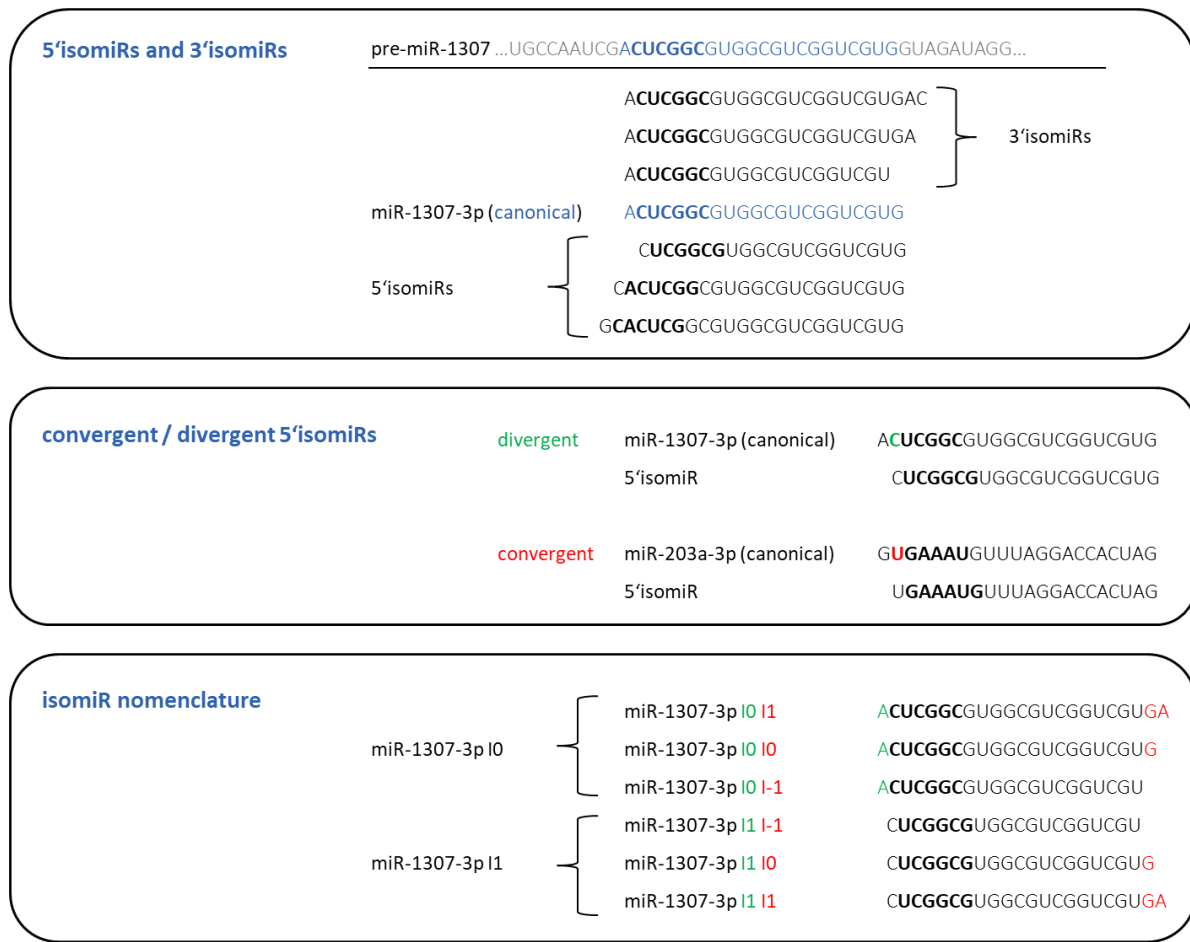 5‘isomiRs and 3‘isomiRs
pre-miR-1307 ...UGCCAAUCGACUCGGCGUGGCGUCGGUCGUGGUAGAUAGG...
ACUCGGCGUGGCGUCGGUCGUGAC
ACUCGGCGUGGCGUCGGUCGUGA
3‘isomiRs
ACUCGGCGUGGCGUCGGUCGU
miR-1307-3p (canonical) ACUCGGCGUGGCGUCGGUCGUG
CUCGGCGUGGCGUCGGUCGUG
5‘isomiRs
CACUCGGCGUGGCGUCGGUCGUG
GCACUCGGCGUGGCGUCGGUCGUG
convergent / divergent 5‘isomiRs
divergent miR-1307-3p (canonical) ACUCGGCGUGGCGUCGGUCGUG
5‘isomiR CUCGGCGUGGCGUCGGUCGUG
convergent miR-203a-3p (canonical) GUGAAAUGUUUAGGACCACUAG
5‘isomiR UGAAAUGUUUAGGACCACUAG
isomiR nomenclature
miR-1307-3p I0 I1 ACUCGGCGUGGCGUCGGUCGUGA
miR-1307-3p I0
miR-1307-3p I0 I0 ACUCGGCGUGGCGUCGGUCGUG
miR-1307-3p I0 I-1 ACUCGGCGUGGCGUCGGUCGU
miR-1307-3p I1 I-1 CUCGGCGUGGCGUCGGUCGU
miR-1307-3p I1
miR-1307-3p I1 I0 CUCGGCGUGGCGUCGGUCGUG
miR-1307-3p I1 I1 CUCGGCGUGGCGUCGGUCGUGA